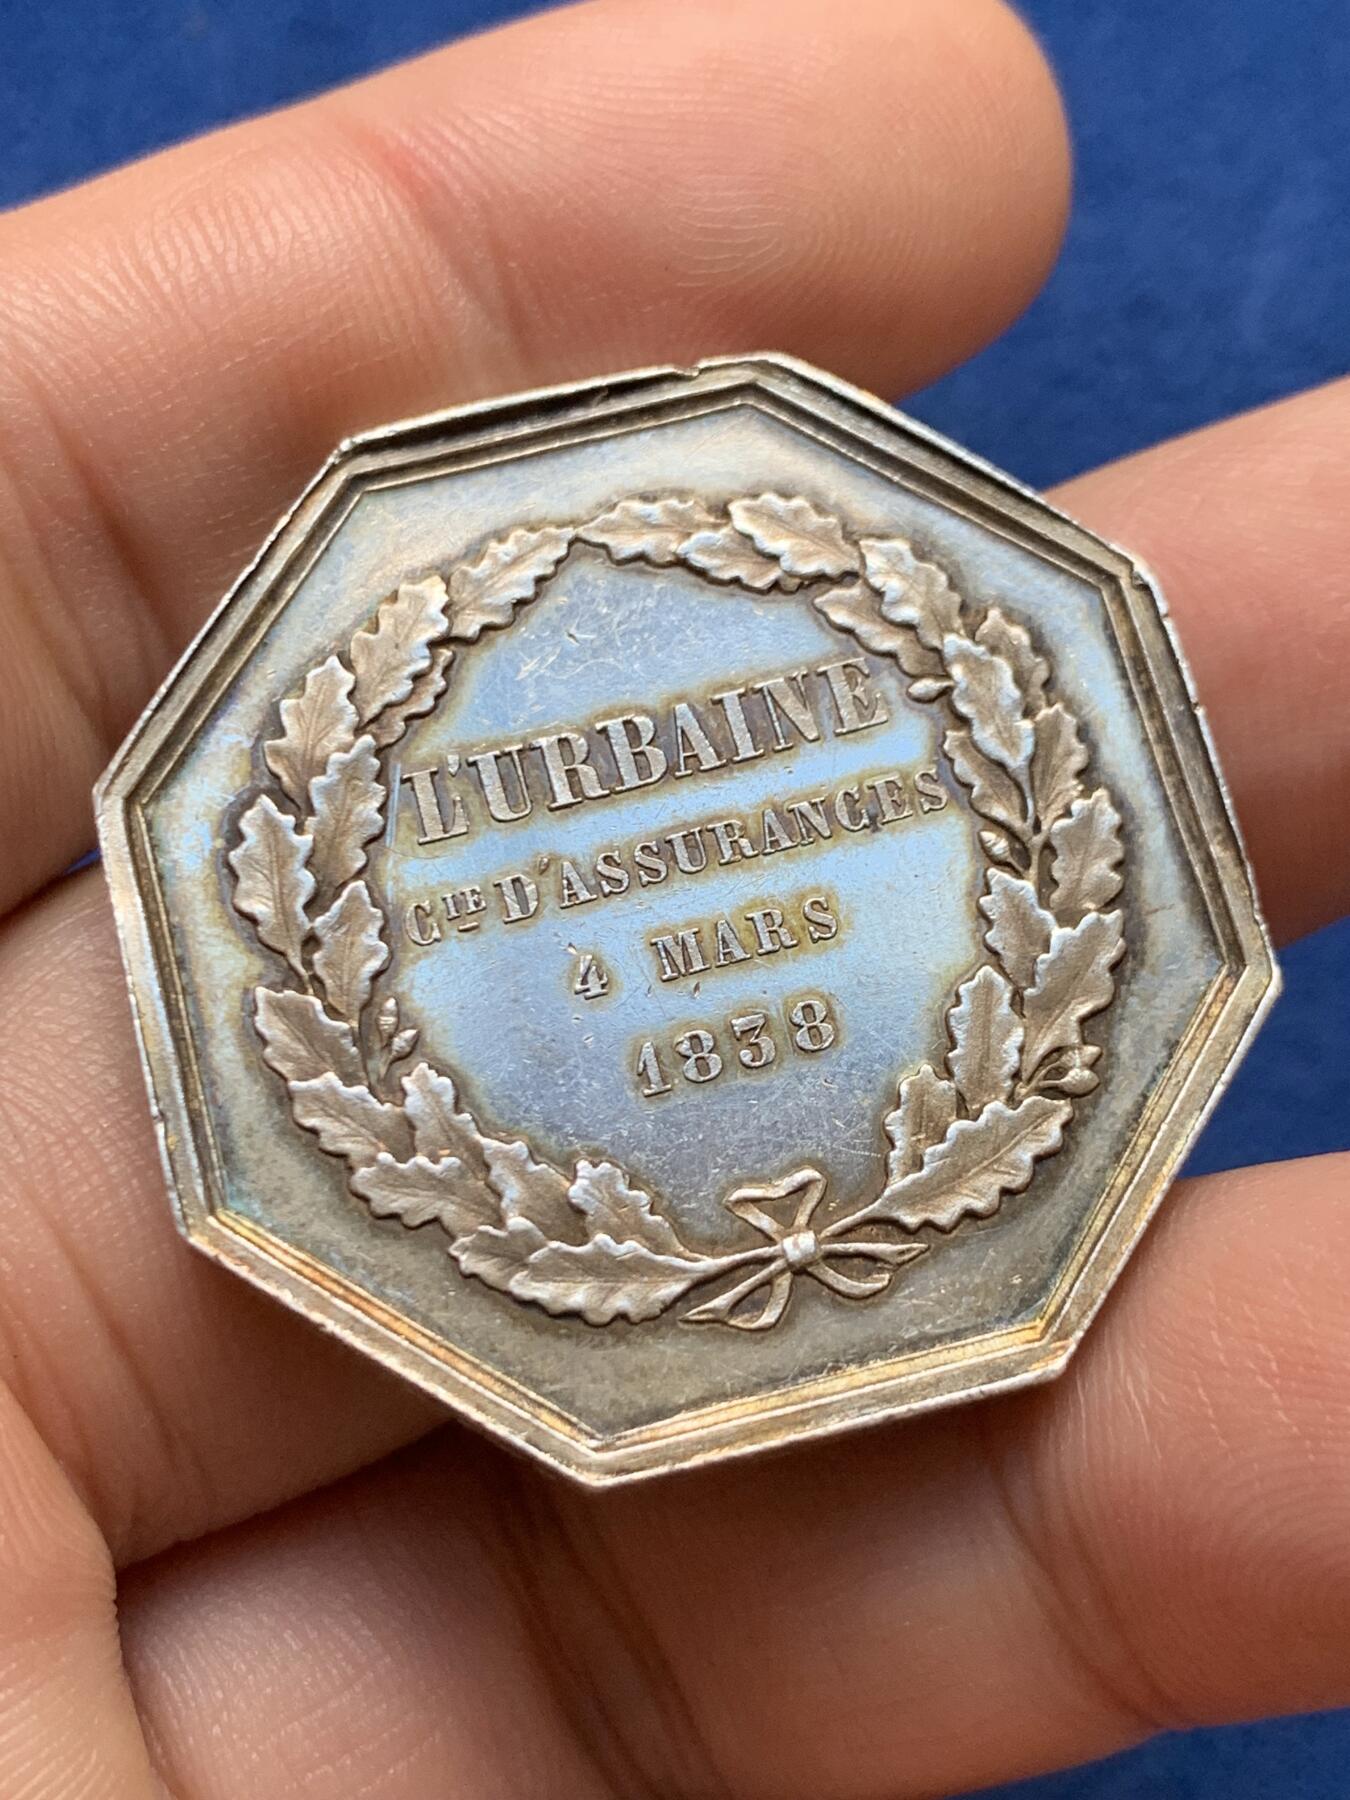 L'URBAINE
CIE D'ASSURANCES
4 MARS
1838